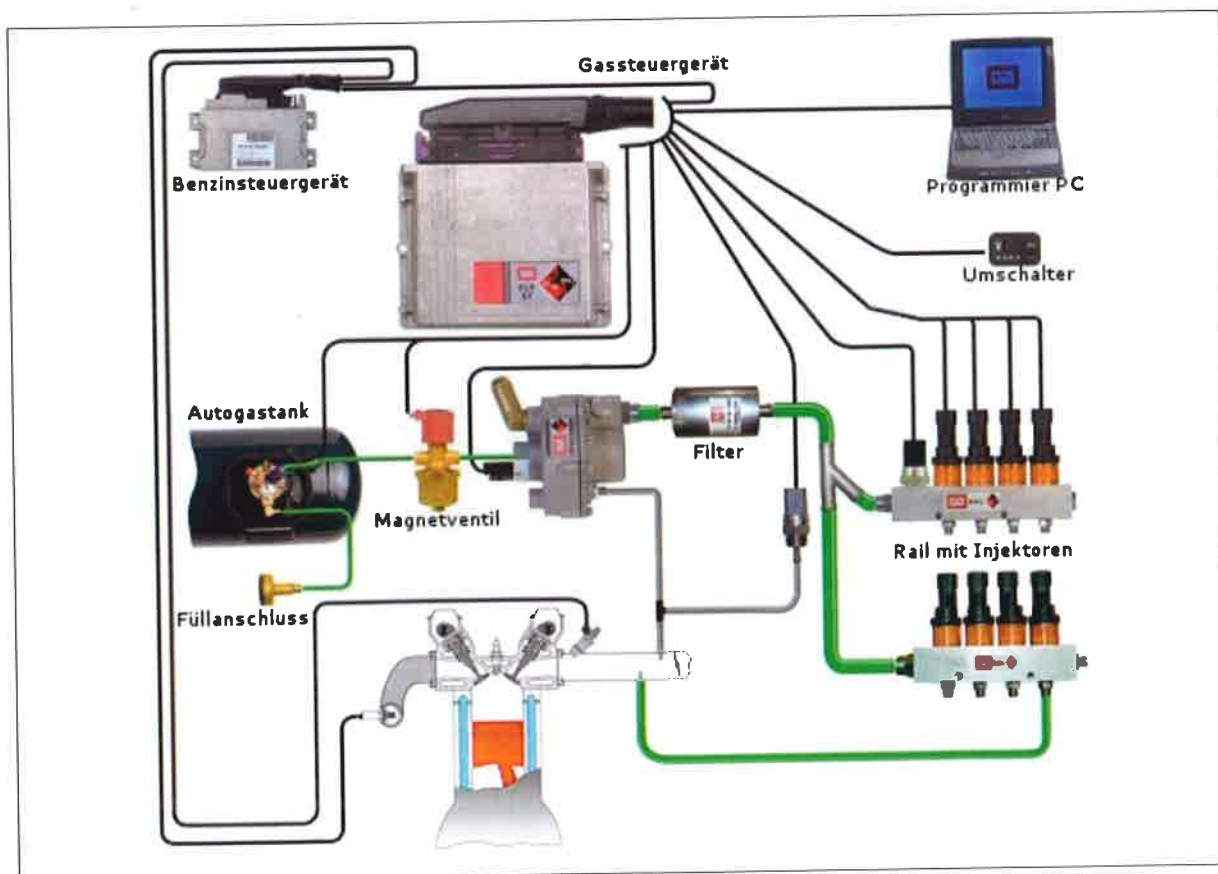 Gassteuergerät
Benzinsteuergerät
Programmier PC
Umschalter
Autogastank
Filter
Magnetventil
Rail mit Injektoren
Füllanschluss